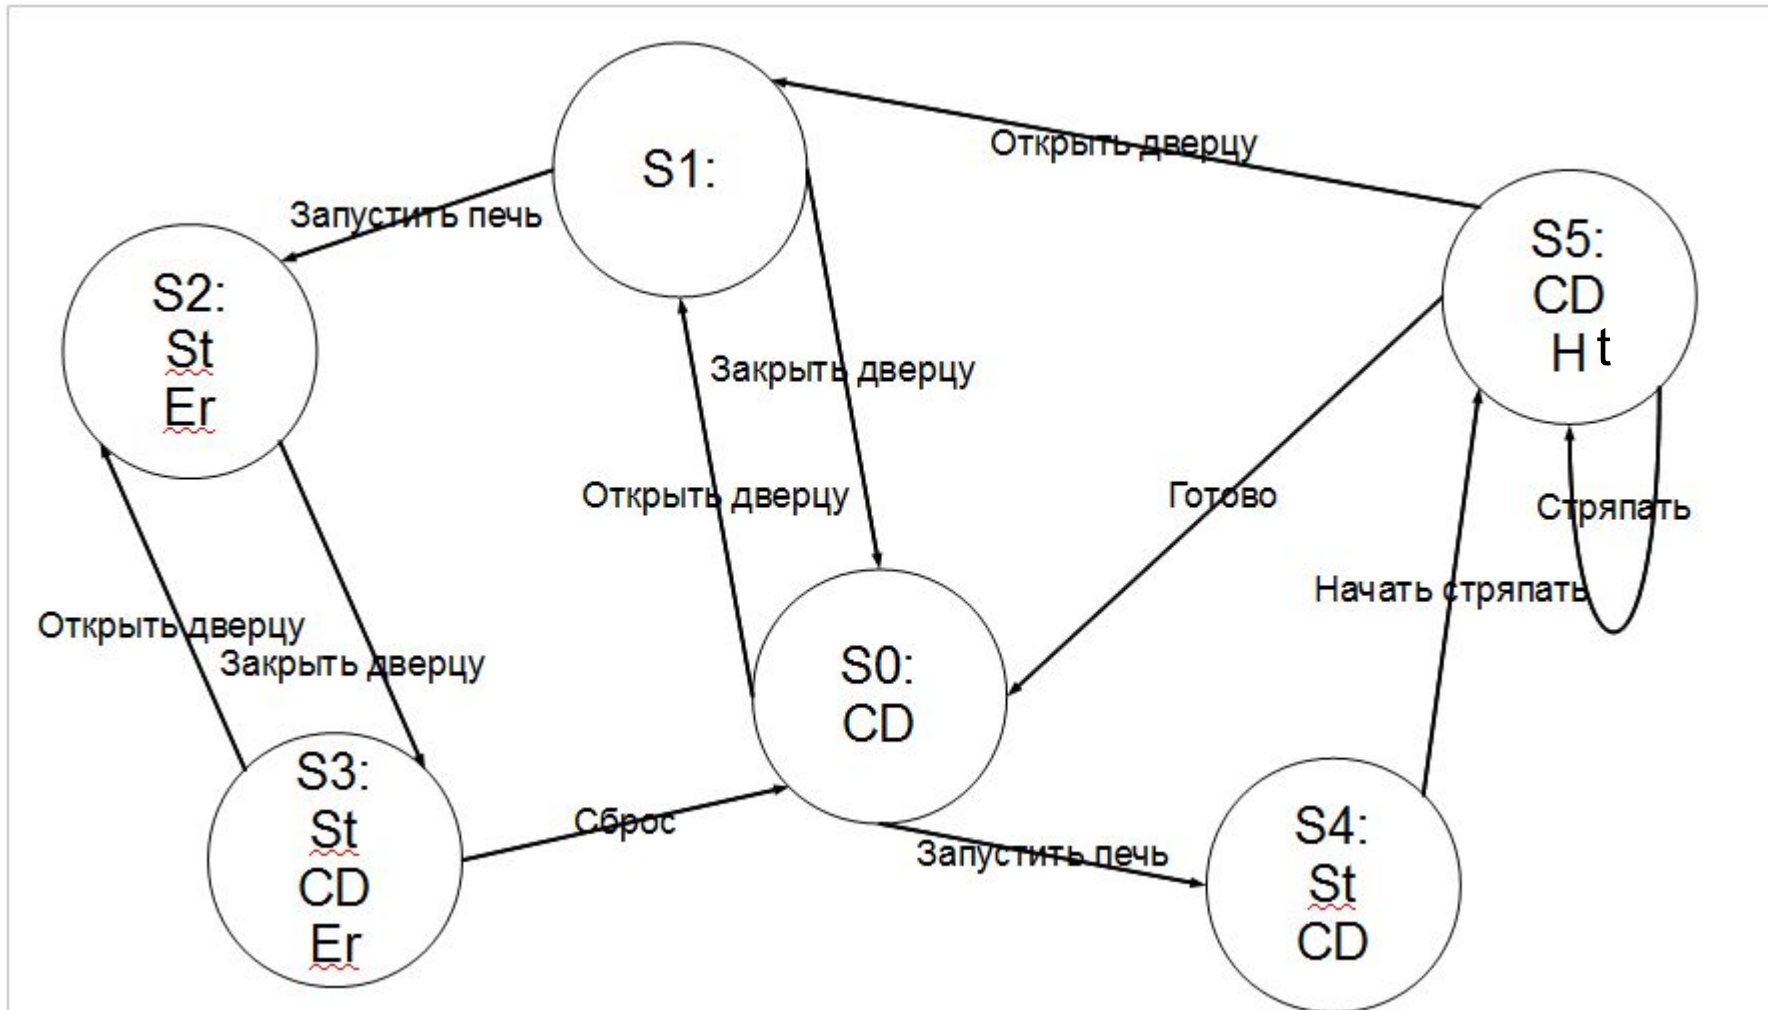 S1:
Открыть дверцу
Запустить печь
S5:
CD
H t
S2:
St
Er
Закрыть дверцу
Открыть дверцу
Готово
Стряпать
Начать стряпать
Открыть дверцу
Закрыть дверцу
S0:
CD
S3:
St
CD
Er
Сброс
Запустить печь
S4:
St
CD